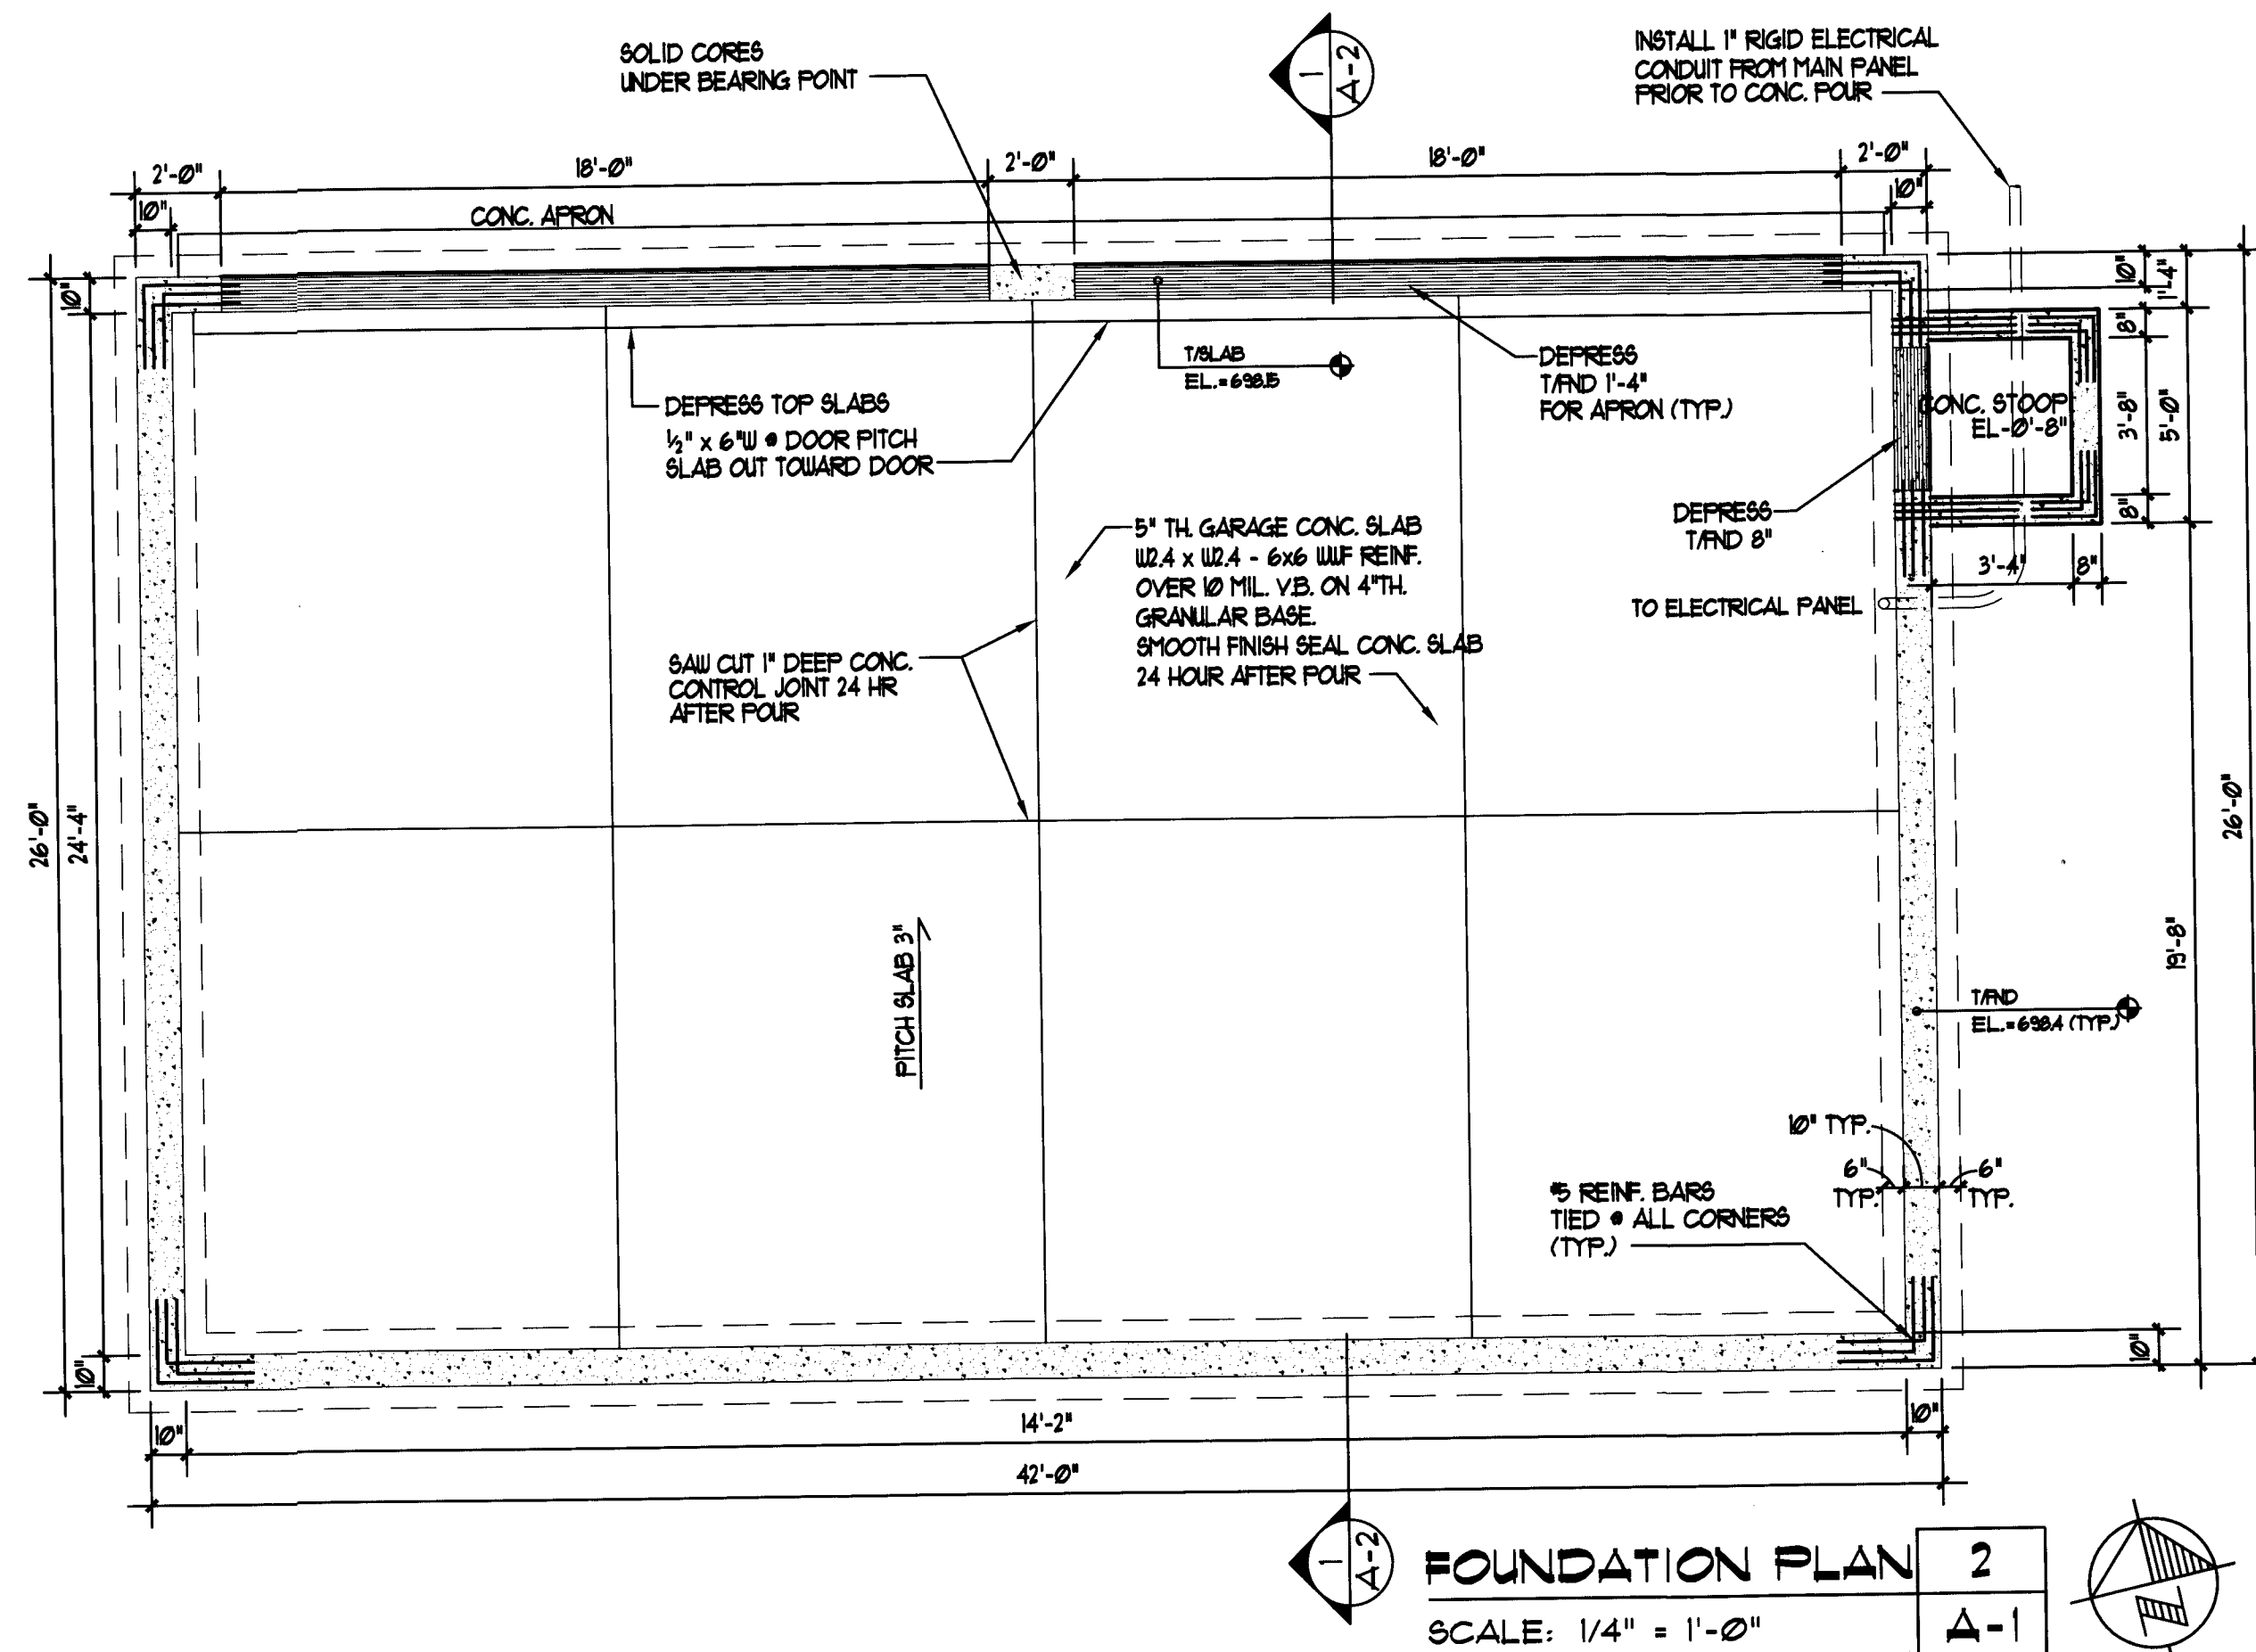 SOLID CORES
UNDER BEARING POINT
1
A-2
INSTALL 1" RIGID ELECTRICAL
CONDUIT FROM MAIN PANEL
PRIOR TO CONC. POUR
2'-0"
18'-0"
2'-0"
18'-0"
2'-0"
10"
10"
CONC. APRON
10"
10"
1'-4"
T/SLAB
EL.=698.15
DEPRESS
T/FND 1'-4"
FOR APRON (TYP.)
DEPRESS TOP SLABS
1/2" x 6"W @ DOOR PITCH
SLAB OUT TOWARD DOOR
CONC. STOOP
EL-0'-8"
8"
3'-8"
5'-0"
8"
DEPRESS
T/FND 8"
3'-4"
8"
5" TH. GARAGE CONC. SLAB
W2.4 x W2.4 - 6x6 WWF REINF.
OVER 10 MIL. V.B. ON 4"TH.
GRANULAR BASE.
SMOOTH FINISH SEAL CONC. SLAB
24 HOUR AFTER POUR
TO ELECTRICAL PANEL
SAW CUT 1" DEEP CONC.
CONTROL JOINT 24 HR
AFTER POUR
26'-0"
24'-4"
26'-0"
19'-8"
PITCH SLAB 3"
T/FND
EL.=698.4 (TYP.)
10" TYP.
6"
TYP.
6"
TYP.
#5 REINF. BARS
TIED @ ALL CORNERS
(TYP.)
10"
10"
10"
14'-2"
10"
42'-0"
1
A-2
FOUNDATION PLAN
2
A-1
SCALE: 1/4" = 1'-0"
N